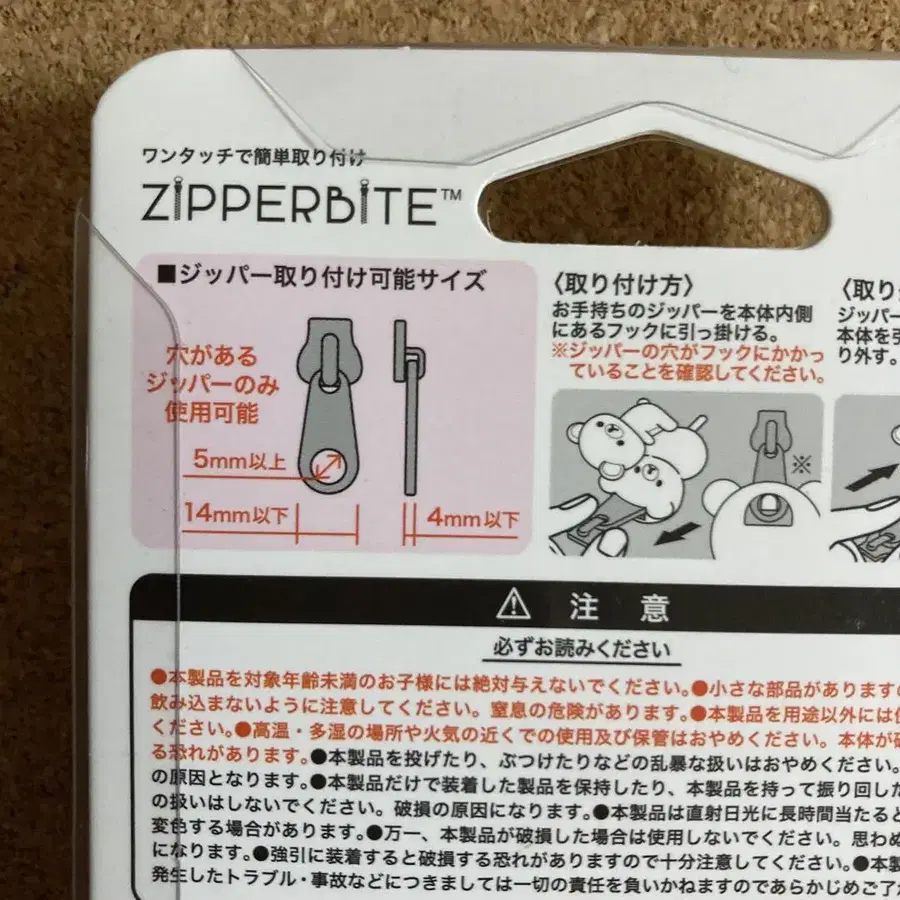 ワンタッチで簡単取り付け
ZIPPERBITE™
■ジッパー取り付け可能サイズ
穴がある
ジッパーのみ
使用可能
5mm以上
14mm以下
4mm以下
〈取り付け方〉
お手持ちのジッパーを本体内側
にあるフックに引っ掛ける。
※ジッパーの穴がフックにかかっ
ていることを確認してください。
※
〈取り
ジッパー
本体を引
り外す。
⚠ 注意
必ずお読みください
●本製品を対象年齢未満のお子様には絶対与えないでください。●小さな部品があります
飲み込まないように注意してください。窒息の危険があります。●本製品を用途以外には
ください。●高温・多湿の場所や火気の近くでの使用及び保管はおやめください。本体が
る恐れがあります。●本製品を投げたり、ぶつけたりなどの乱暴な扱いはおやめください。
の原因となります。●本製品だけで装着した製品を保持したり、本製品を持って振り回した
の扱いはしないでください。破損の原因になります。●本製品は直射日光に長時間当たると
変色する場合があります。●万一、本製品が破損した場合は使用しないでください。思わぬ
になります。●強引に装着すると破損する恐れがありますので十分注意してください。●本製
発生したトラブル・事故などにつきましては一切の責任を負いかねますのであらかじめご了